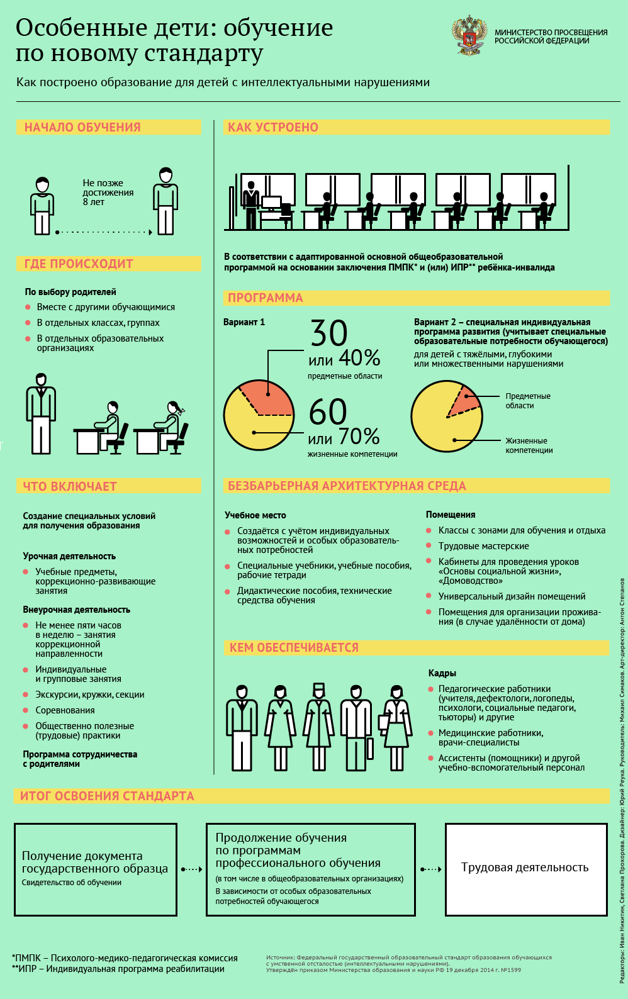 Особенные дети: обучение
по новому стандарту
МИНИСТЕРСТВО ПРОСВЕЩЕНИЯ
РОССИЙСКОЙ ФЕДЕРАЦИИ
Как построено образование для детей с интеллектуальными нарушениями
НАЧАЛО ОБУЧЕНИЯ
Не позже
достижения
8 лет
ГДЕ ПРОИСХОДИТ
По выбору родителей
Вместе с другими обучающимися
В отдельных классах, группах
В отдельных образовательных
организациях
ЧТО ВКЛЮЧАЕТ
Создание специальных условий
для получения образования
Урочная деятельность
Учебные предметы,
коррекционно-развивающие
занятия
Внеурочная деятельность
Не менее пяти часов
в неделю – занятия
коррекционной
направленности
Индивидуальные
и групповые занятия
Экскурсии, кружки, секции
Соревнования
Общественно полезные
(трудовые) практики
Программа сотрудничества
с родителями
КАК УСТРОЕНО
В соответствии с адаптированной основной общеобразовательной
программой на основании заключения ПМПК* и (или) ИПР** ребёнка-инвалида
ПРОГРАММА
Вариант 1
30
или 40%
предметные области
60
или 70%
жизненные компетенции
Вариант 2 – специальная индивидуальная
программа развития (учитывает специальные
образовательные потребности обучающегося)
для детей с тяжёлыми, глубокими
или множественными нарушениями
Предметные
области
Жизненные
компетенции
БЕЗБАРЬЕРНАЯ АРХИТЕКТУРНАЯ СРЕДА
Учебное место
Создаётся с учётом индивидуальных
возможностей и особых образователь-
ных потребностей
Специальные учебники, учебные пособия,
рабочие тетради
Дидактические пособия, технические
средства обучения
Помещения
Классы с зонами для обучения и отдыха
Трудовые мастерские
Кабинеты для проведения уроков
«Основы социальной жизни»,
«Домоводство»
Универсальный дизайн помещений
Помещения для организации прожива-
ния (в случае удалённости от дома)
КЕМ ОБЕСПЕЧИВАЕТСЯ
Кадры
Педагогические работники
(учителя, дефектологи, логопеды,
психологи, социальные педагоги,
тьюторы) и другие
Медицинские работники,
врачи-специалисты
Ассистенты (помощники) и другой
учебно-вспомогательный персонал
ИТОГ ОСВОЕНИЯ СТАНДАРТА
Получение документа
государственного образца
Свидетельство об обучении
Продолжение обучения
по программам
профессионального обучения
(в том числе в общеобразовательных организациях)
В зависимости от особых образовательных
потребностей обучающегося
Трудовая деятельность
*ПМПК – Психолого-медико-педагогическая комиссия
**ИПР – Индивидуальная программа реабилитации
Источник: Федеральный государственный образовательный стандарт образования обучающихся
с умственной отсталостью (интеллектуальными нарушениями).
Утверждён приказом Министерства образования и науки РФ 19 декабря 2014 г. №1599
Редакторы: Иван Никитин, Светлана Прохорова. Дизайнер: Юрий Реука. Руководитель: Михаил Симаков. Арт-директор: Антон Степанов